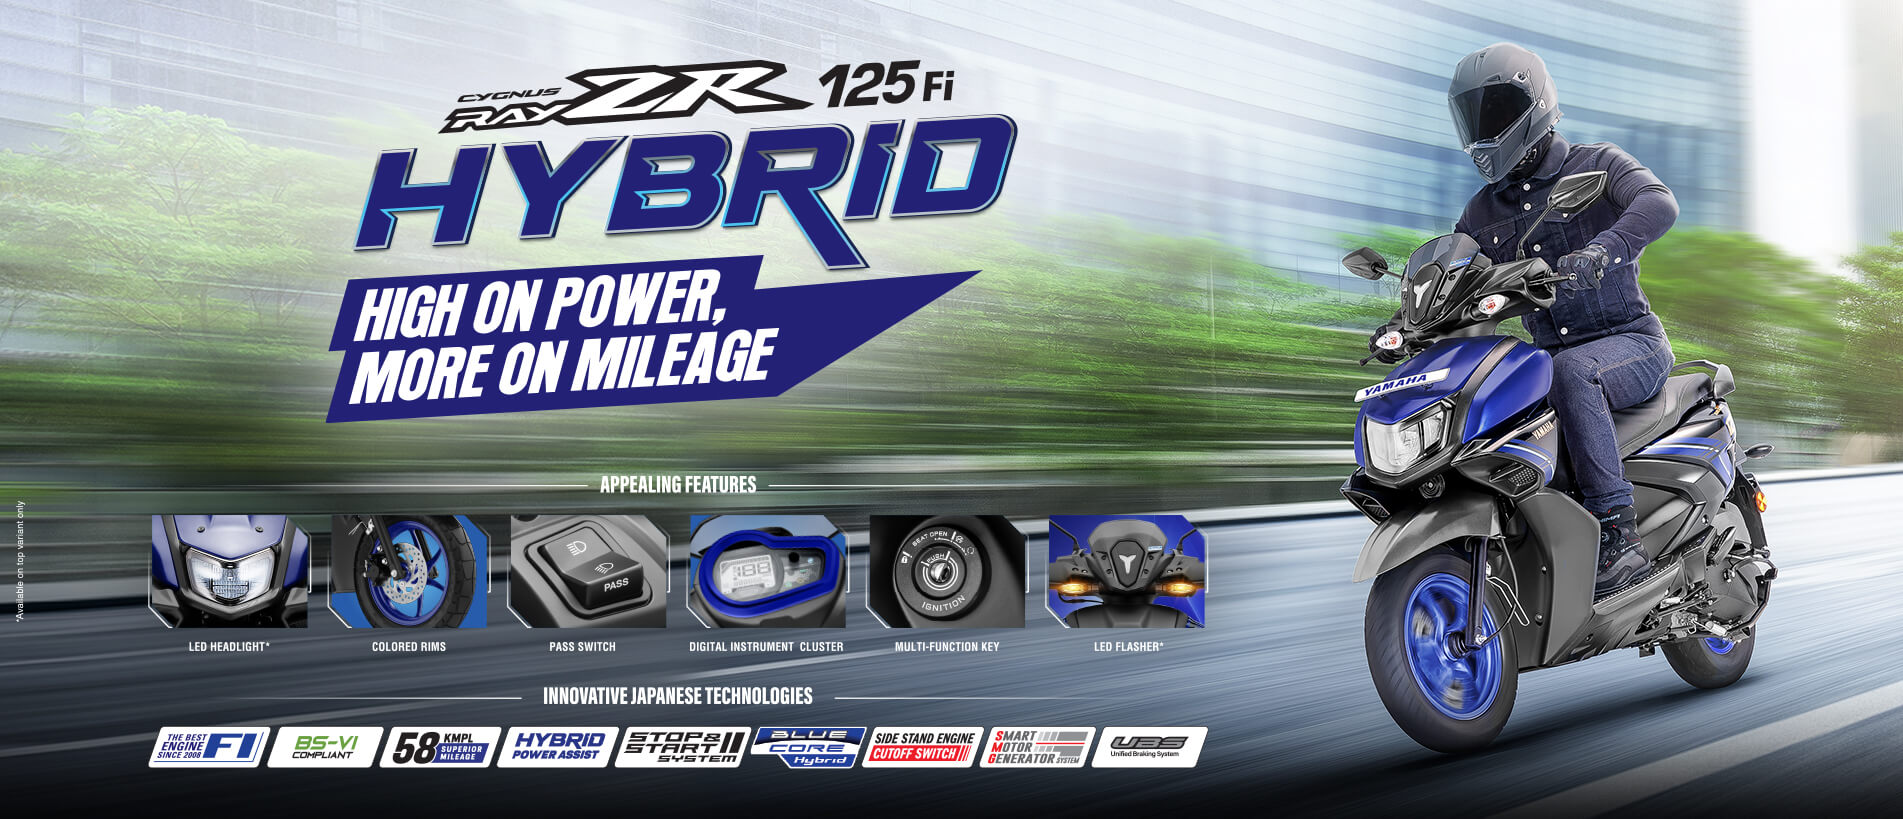 CYGNUS
RAYZR 125 Fi
HYBRID
HIGH ON POWER,
MORE ON MILEAGE
YAMAHA
YAMAHA
APPEALING FEATURES
PASS
SEAT OPEN
PUSH
IGNITION
LED HEADLIGHT*
COLORED RIMS
PASS SWITCH
DIGITAL INSTRUMENT CLUSTER
MULTI-FUNCTION KEY
LED FLASHER*
*Available on top variant only
INNOVATIVE JAPANESE TECHNOLOGIES
THE BEST
ENGINE
SINCE 2008
FI
BS-VI
COMPLIANT
58 KMPL
SUPERIOR
MILEAGE
HYBRID
POWER ASSIST
STOP &
START
SYSTEM
BLUE
CORE
Hybrid
SIDE STAND ENGINE
CUTOFF SWITCH
SMART
MOTOR
GENERATOR SYSTEM
UBS
Unified Braking System